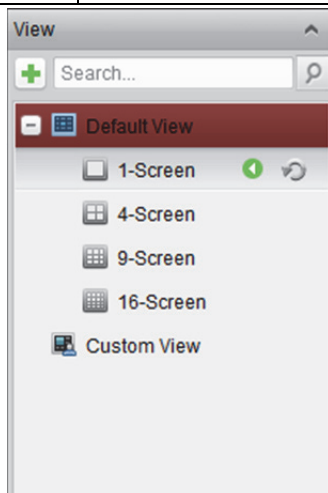 View
Search...
Default View
1-Screen
4-Screen
9-Screen
16-Screen
Custom View